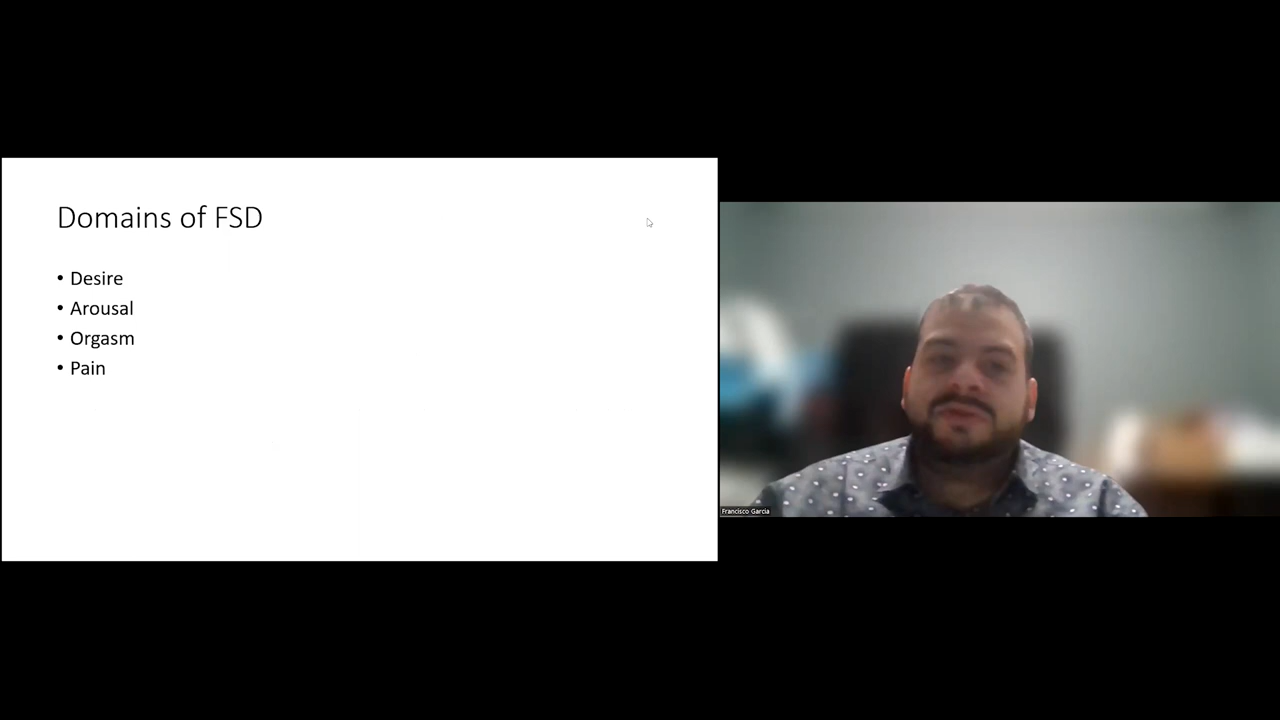 Domains of FSD
• Desire
• Arousal
• Orgasm
• Pain
Francisco Garcia